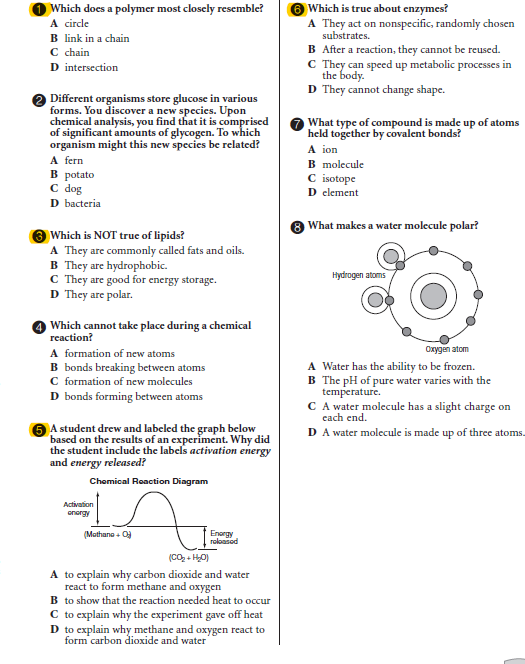 1 Which does a polymer most closely resemble?
A circle
B link in a chain
C chain
D intersection
2 Different organisms store glucose in various
forms. You discover a new species. Upon
chemical analysis, you find that it is comprised
of significant amounts of glycogen. To which
organism might this new species be related?
A fern
B potato
C dog
D bacteria
3 Which is NOT true of lipids?
A They are commonly called fats and oils.
B They are hydrophobic.
C They are good for energy storage.
D They are polar.
4 Which cannot take place during a chemical
reaction?
A formation of new atoms
B bonds breaking between atoms
C formation of new molecules
D bonds forming between atoms
5 A student drew and labeled the graph below
based on the results of an experiment. Why did
the student include the labels activation energy
and energy released?
Chemical Reaction Diagram
Activation
energy
(Methane + O2)
Energy
released
(CO2 + H2O)
A to explain why carbon dioxide and water
react to form methane and oxygen
B to show that the reaction needed heat to occur
C to explain why the experiment gave off heat
D to explain why methane and oxygen react to
form carbon dioxide and water
6 Which is true about enzymes?
A They act on nonspecific, randomly chosen
substrates.
B After a reaction, they cannot be reused.
C They can speed up metabolic processes in
the body.
D They cannot change shape.
7 What type of compound is made up of atoms
held together by covalent bonds?
A ion
B molecule
C isotope
D element
8 What makes a water molecule polar?
Hydrogen atoms
Oxygen atom
A Water has the ability to be frozen.
B The pH of pure water varies with the
temperature.
C A water molecule has a slight charge on
each end.
D A water molecule is made up of three atoms.